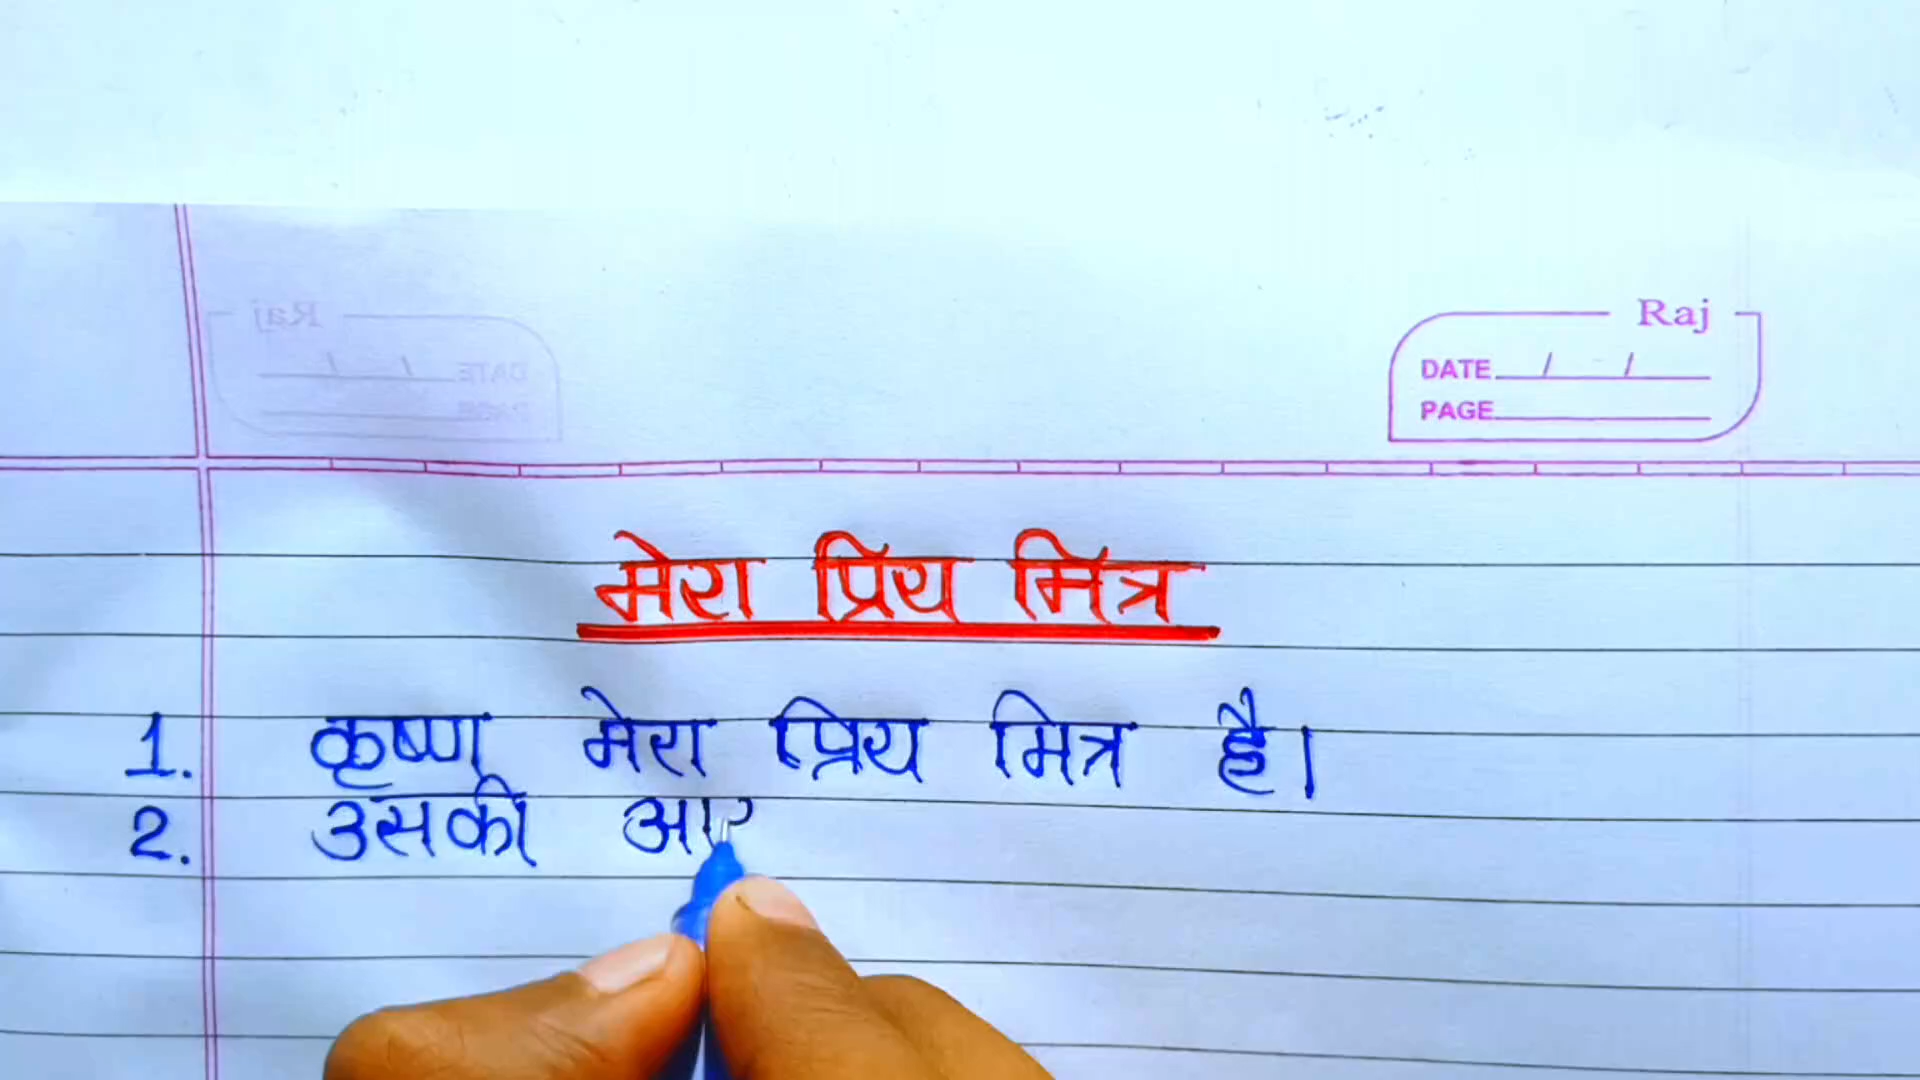 Raj
DATE / /
PAGE
मेरा प्रिय मित्र
1. कृष्ण मेरा प्रिय मित्र है।
2. उसकी